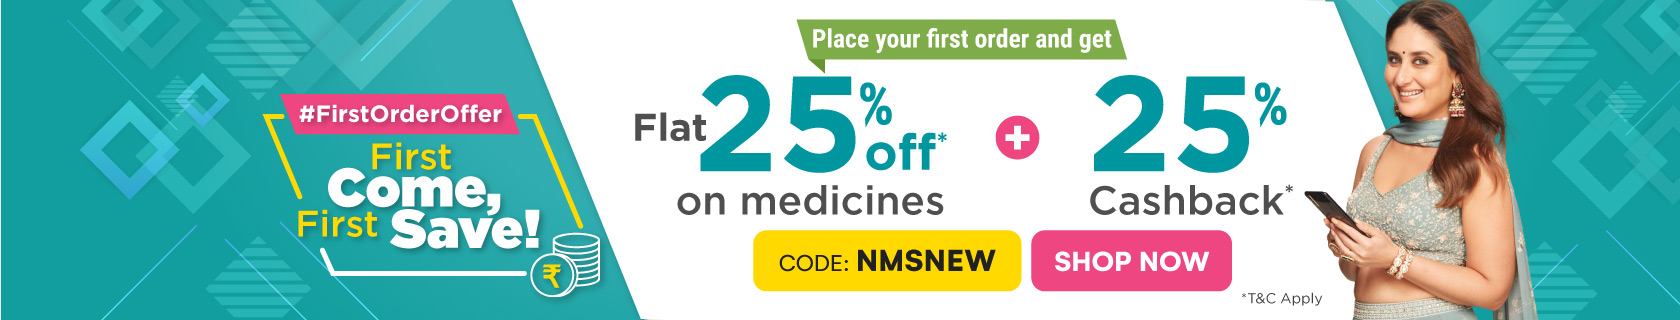 #FirstOrderOffer
First
Come,
First Save!
₹
Place your first order and get
Flat 25% off*
on medicines
+
25%
Cashback*
CODE: NMSNEW
SHOP NOW
*T&C Apply